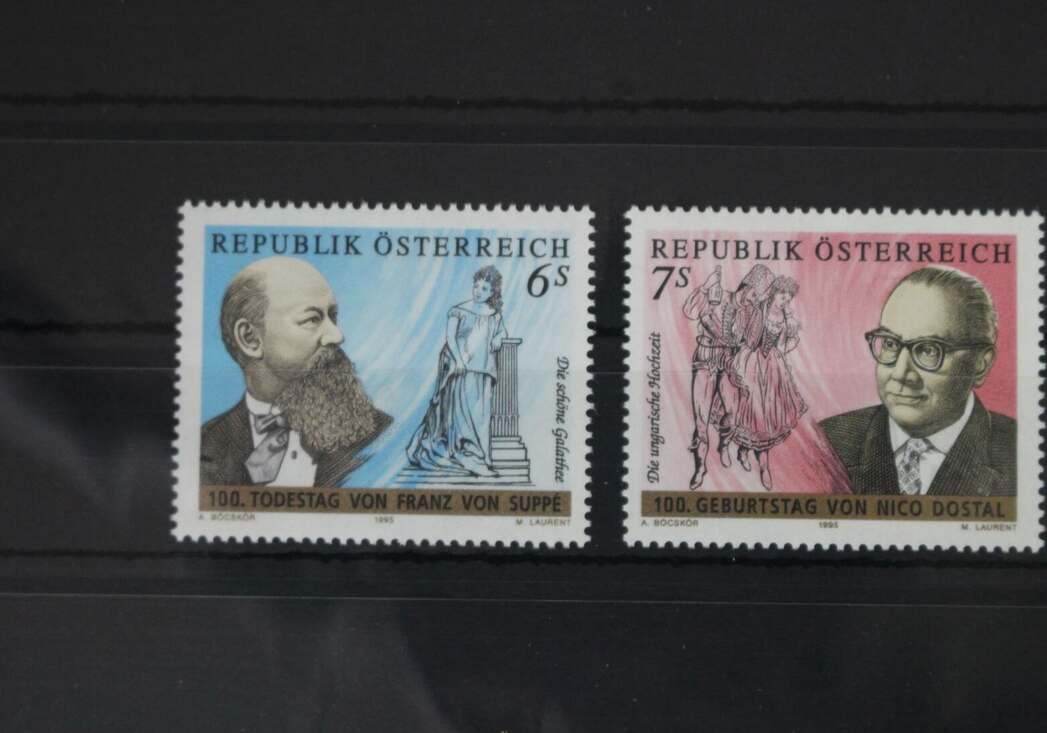 REPUBLIK ÖSTERREICH
6S
Die schöne Galathee
100. TODESTAG VON FRANZ VON SUPPÉ
A. BÖCSKÖR
1995
M. LAURENT
REPUBLIK ÖSTERREICH
7S
Die ungarische Hochzeit
100. GEBURTSTAG VON NICO DOSTAL
A. BÖCSKÖR
1995
M. LAURENT